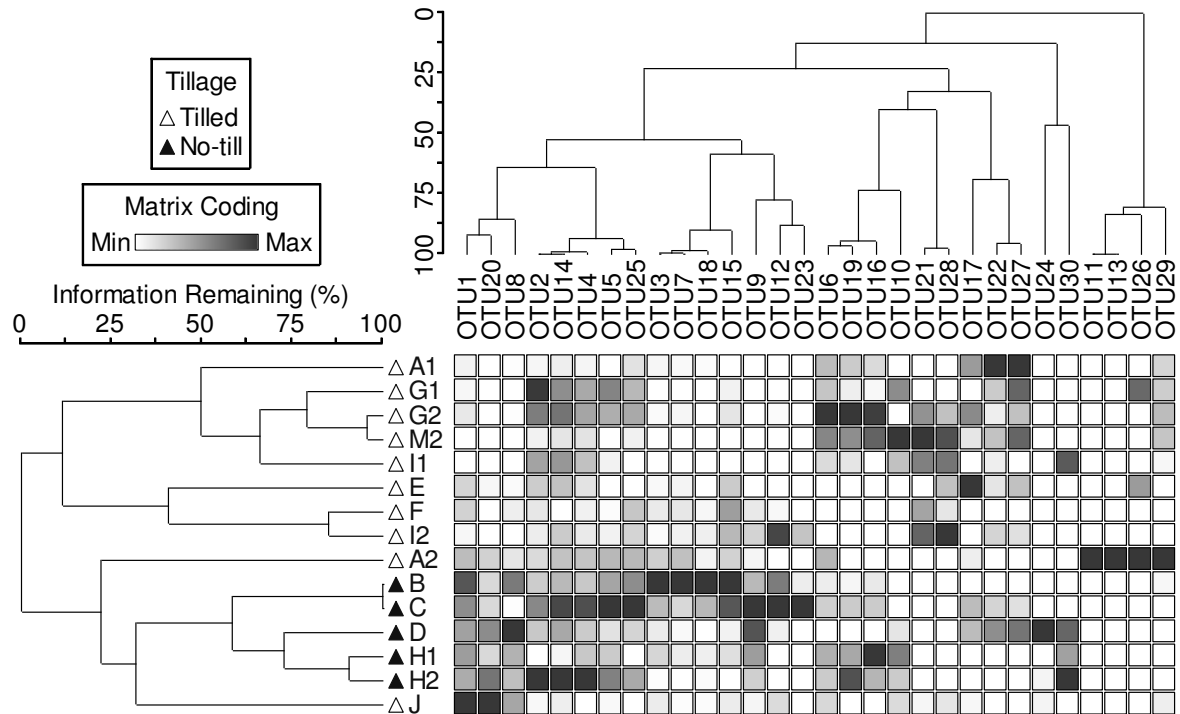 0
25
50
75
100
Tillage
△ Tilled
▲ No-till
Matrix Coding
Min Max
Information Remaining (%)
0 25 50 75 100
OTU1 OTU20 OTU8 OTU2 OTU14 OTU4 OTU5 OTU25 OTU3 OTU7 OTU18 OTU15 OTU9 OTU12 OTU23 OTU6 OTU19 OTU16 OTU10 OTU21 OTU28 OTU17 OTU22 OTU27 OTU24 OTU30 OTU11 OTU13 OTU26 OTU29
△ A1
△ G1
△ G2
△ M2
△ I1
△ E
△ F
△ I2
△ A2
▲ B
▲ C
▲ D
▲ H1
▲ H2
△ J